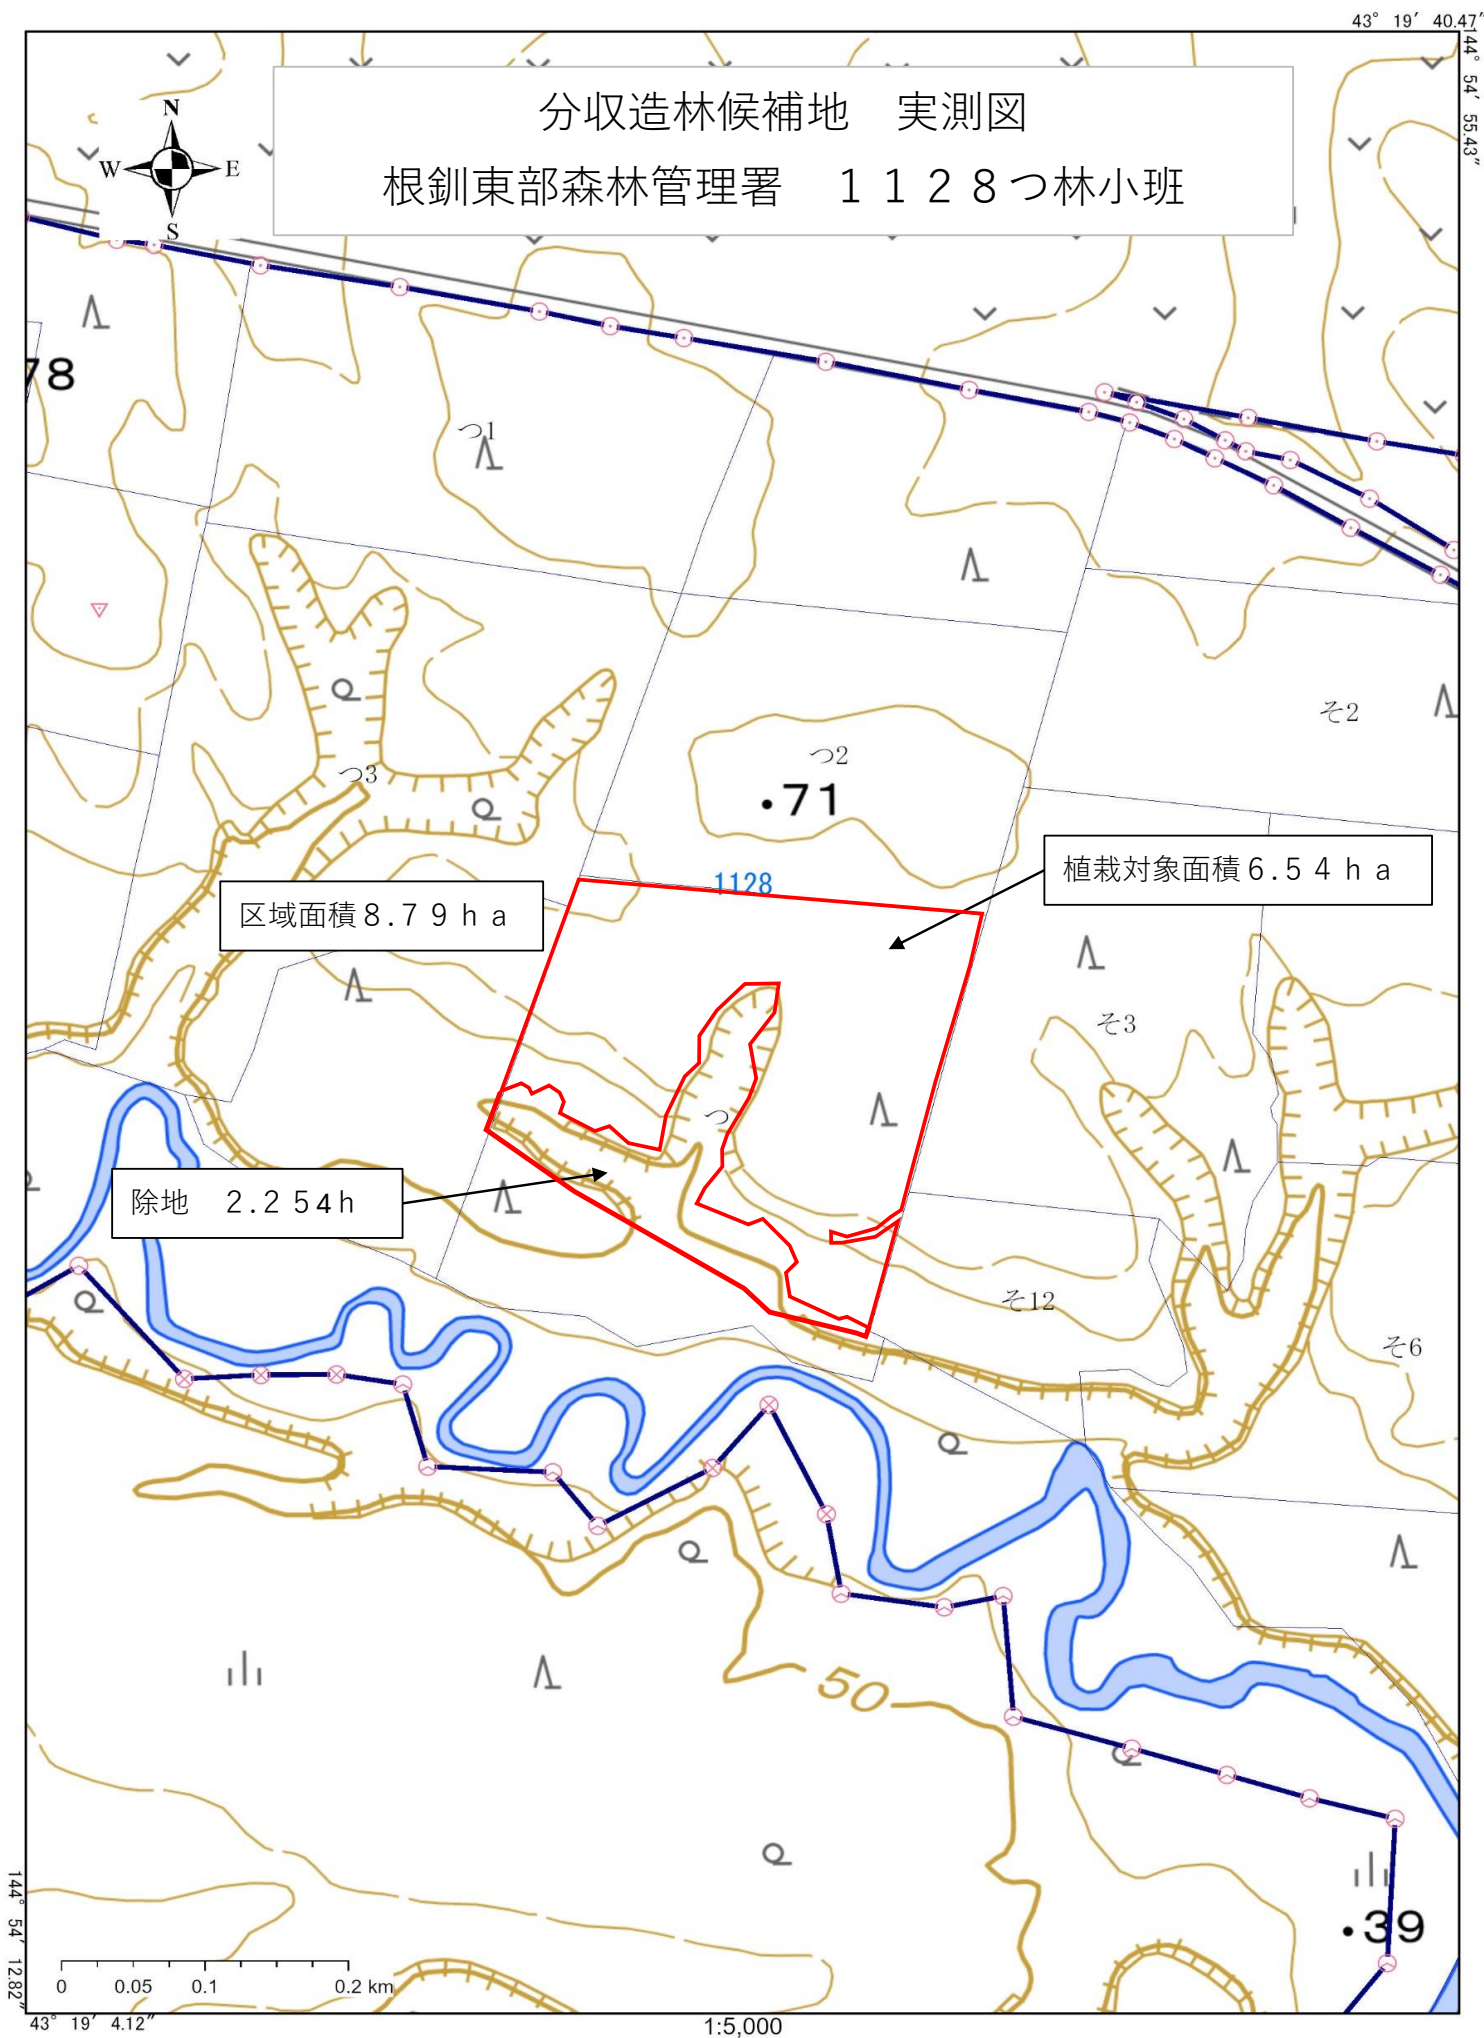 43° 19′ 40.47″
144° 54′ 55.43″
分収造林候補地　実測図
根釧東部森林管理署　１１２８つ林小班
N
W E
S
78
つ1
そ2
つ2
つ3
・71
1128
植栽対象面積６.５４ｈａ
区域面積８.７９ｈａ
そ3
つ
除地　２.２５４ｈ
そ12
そ6
50
・39
0 0.05 0.1 0.2 km
144° 54′ 12.82″
43° 19′ 4.12″
1:5,000